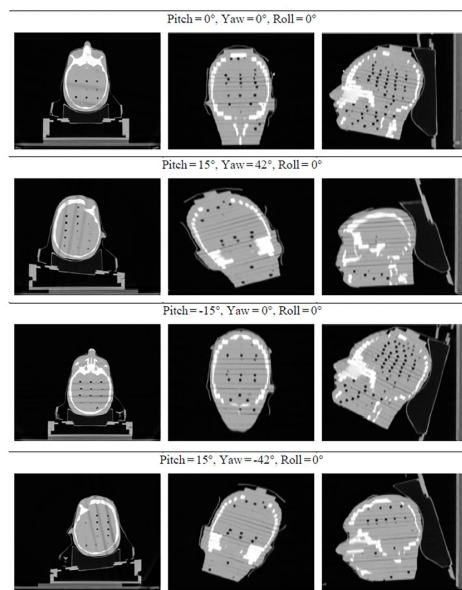 Pitch = 0°, Yaw = 0°, Roll = 0°
Pitch = 15°, Yaw = 42°, Roll = 0°
Pitch = -15°, Yaw = 0°, Roll = 0°
Pitch = 15°, Yaw = -42°, Roll = 0°